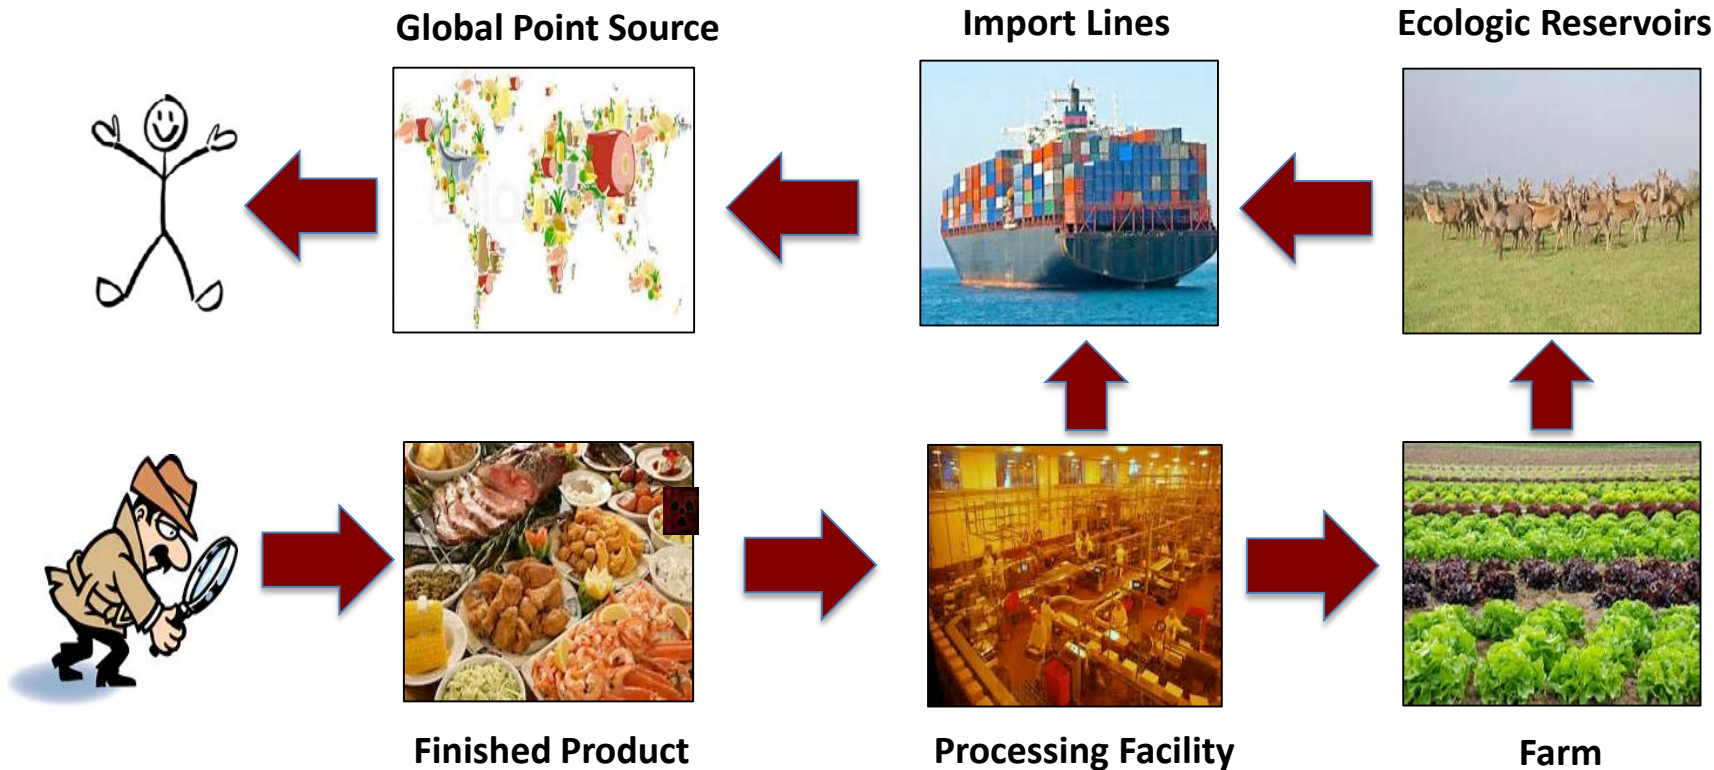 Global Point Source
Import Lines
Ecologic Reservoirs
Finished Product
Processing Facility
Farm